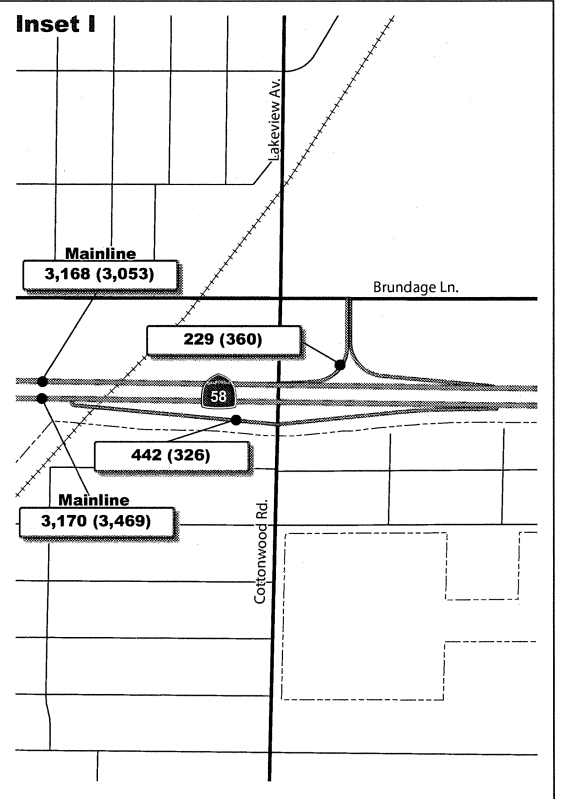 Inset I
Lakeview Av.
Mainline
3,168 (3,053)
Brundage Ln.
229 (360)
58
442 (326)
Mainline
3,170 (3,469)
Cottonwood Rd.